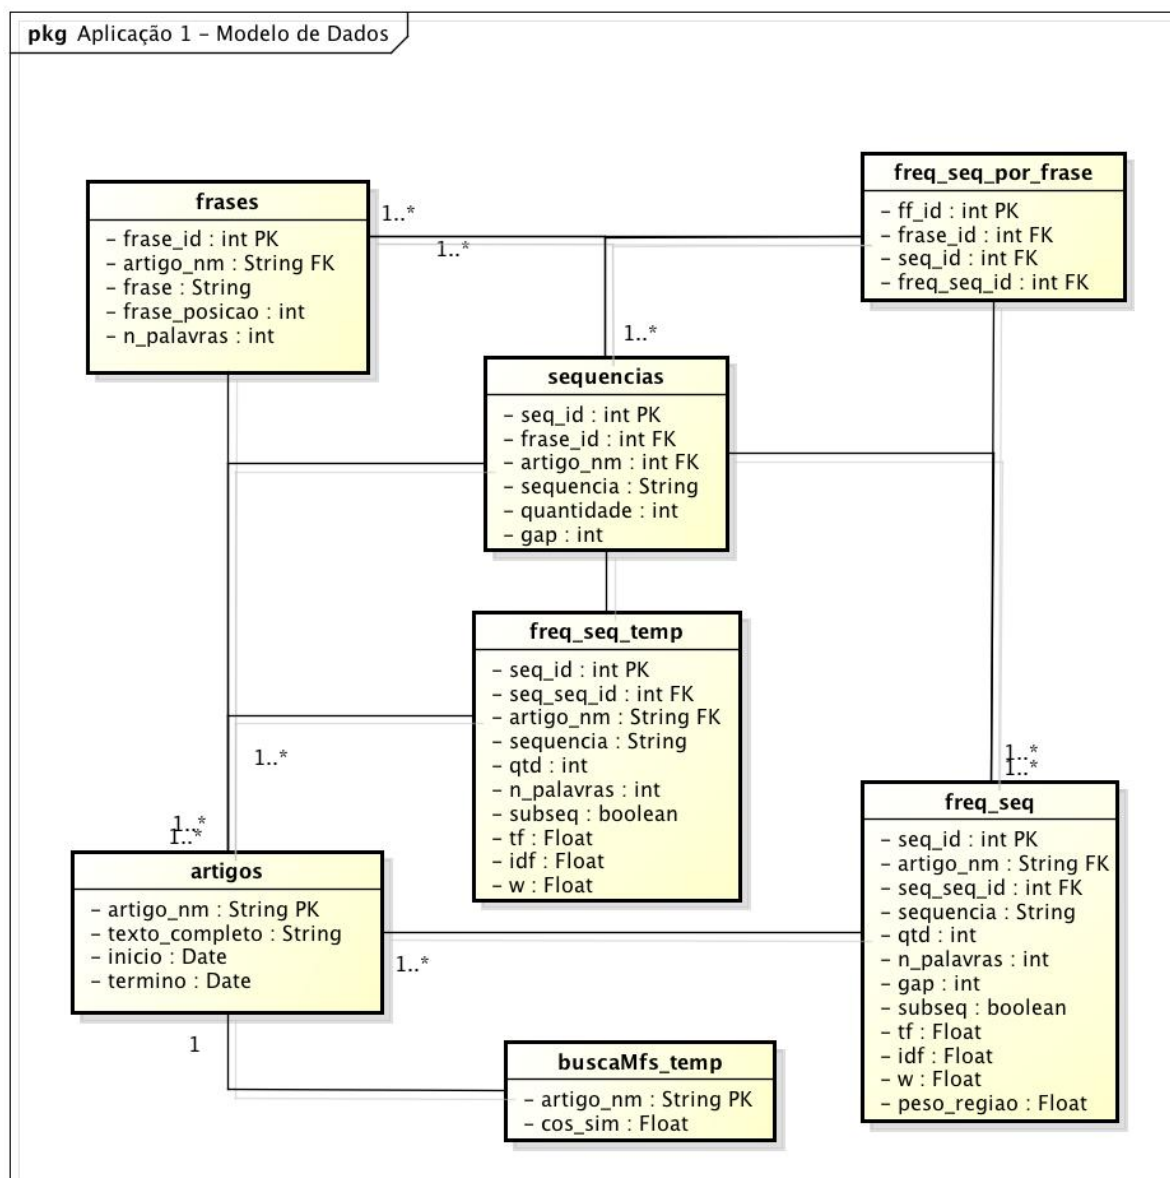 pkg Aplicação 1 – Modelo de Dados
frases
– frase_id : int PK
– artigo_nm : String FK
– frase : String
– frase_posicao : int
– n_palavras : int
1..*
1..*
freq_seq_por_frase
– ff_id : int PK
– frase_id : int FK
– seq_id : int FK
– freq_seq_id : int FK
1..*
sequencias
– seq_id : int PK
– frase_id : int FK
– artigo_nm : int FK
– sequencia : String
– quantidade : int
– gap : int
freq_seq_temp
– seq_id : int PK
– seq_seq_id : int FK
– artigo_nm : String FK
– sequencia : String
– qtd : int
– n_palavras : int
– subseq : boolean
– tf : Float
– idf : Float
– w : Float
1..*
1..*
1..*
1..*
1..*
artigos
– artigo_nm : String PK
– texto_completo : String
– inicio : Date
– termino : Date
1..*
1
freq_seq
– seq_id : int PK
– artigo_nm : String FK
– seq_seq_id : int FK
– sequencia : String
– qtd : int
– n_palavras : int
– gap : int
– subseq : boolean
– tf : Float
– idf : Float
– w : Float
– peso_regiao : Float
buscaMfs_temp
– artigo_nm : String PK
– cos_sim : Float